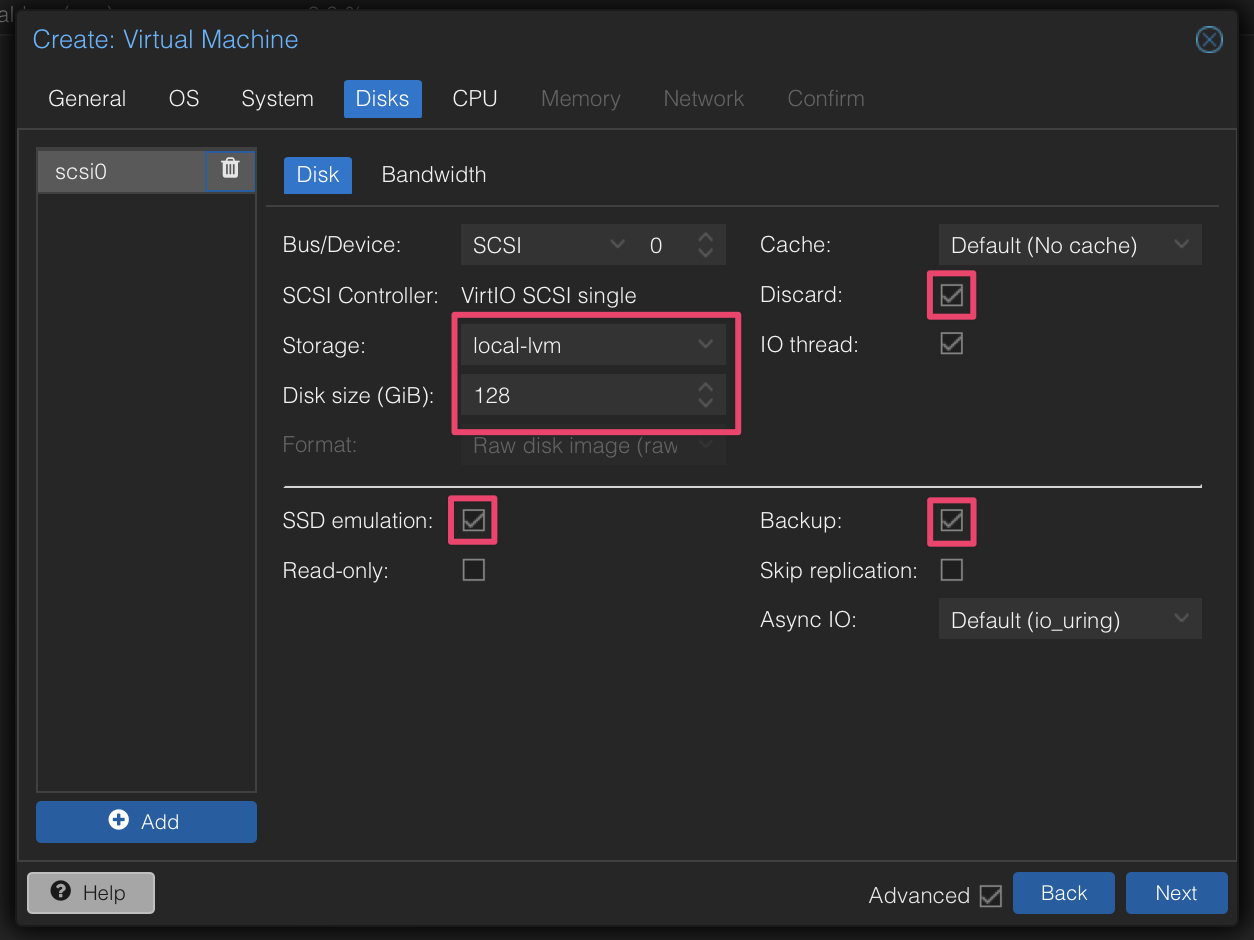 Create: Virtual Machine
General OS System Disks CPU Memory Network Confirm
scsi0
Disk Bandwidth
Bus/Device: SCSI 0 Cache: Default (No cache)
SCSI Controller: VirtIO SCSI single Discard:
Storage: local-lvm IO thread:
Disk size (GiB): 128
Format: Raw disk image (raw
SSD emulation: Backup:
Read-only: Skip replication:
Async IO: Default (io_uring)
Add
Help Advanced Back Next